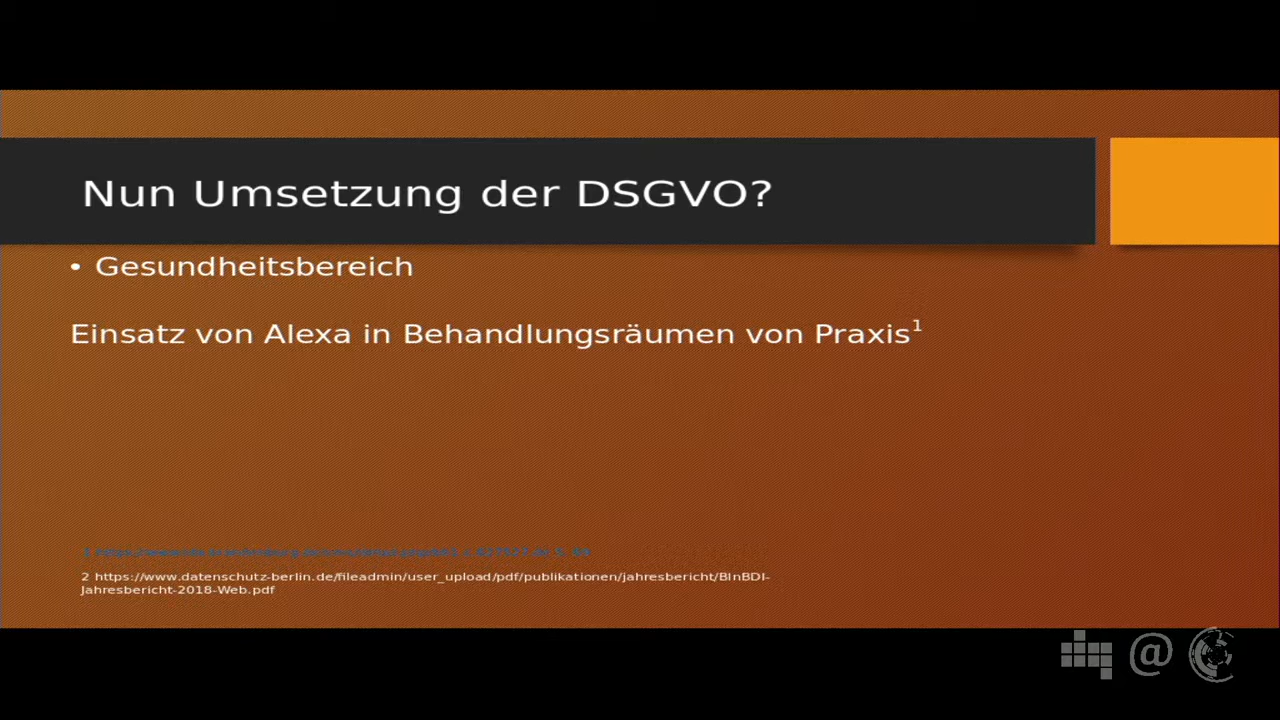 Nun Umsetzung der DSGVO?
• Gesundheitsbereich
Einsatz von Alexa in Behandlungsräumen von Praxis¹
2 https://www.datenschutz-berlin.de/fileadmin/user_upload/pdf/publikationen/jahresbericht/BlnBDI-
Jahresbericht-2018-Web.pdf
@